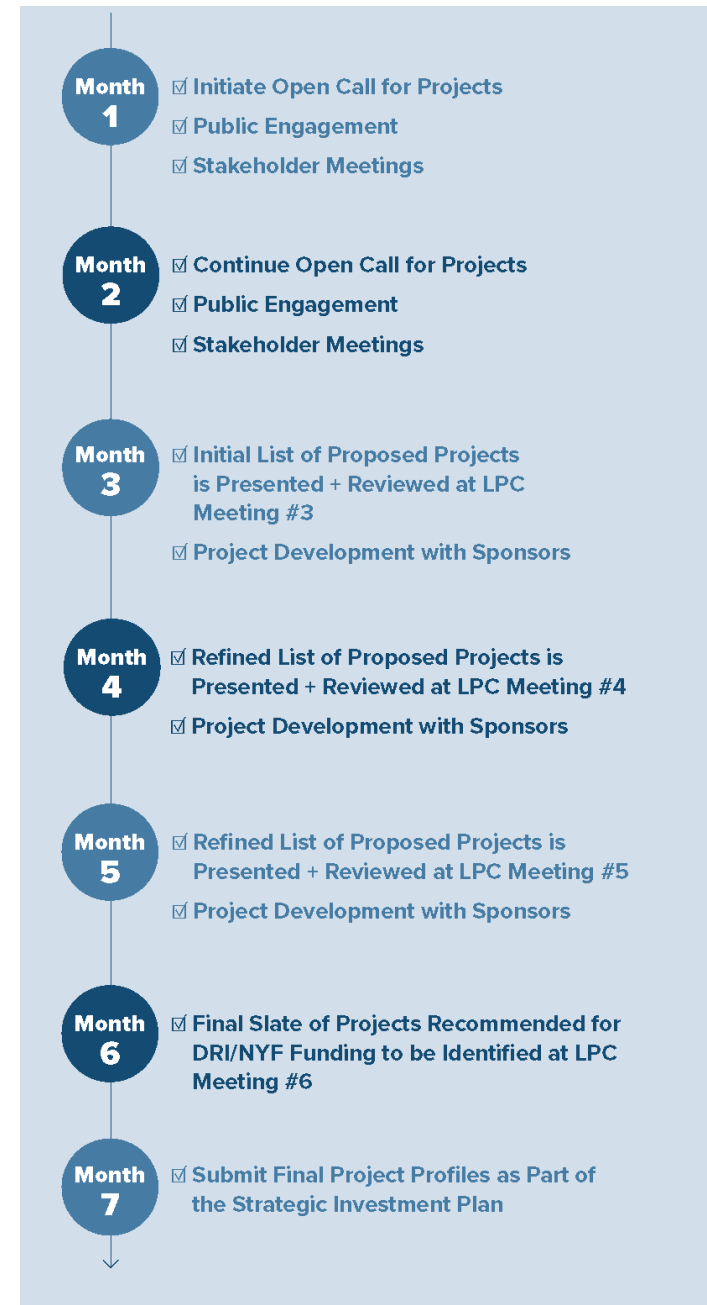 Month
1
☑ Initiate Open Call for Projects
☑ Public Engagement
☑ Stakeholder Meetings
Month
2
☑ Continue Open Call for Projects
☑ Public Engagement
☑ Stakeholder Meetings
Month
3
☑ Initial List of Proposed Projects
is Presented + Reviewed at LPC
Meeting #3
☑ Project Development with Sponsors
Month
4
☑ Refined List of Proposed Projects is
Presented + Reviewed at LPC Meeting #4
☑ Project Development with Sponsors
Month
5
☑ Refined List of Proposed Projects is
Presented + Reviewed at LPC Meeting #5
☑ Project Development with Sponsors
Month
6
☑ Final Slate of Projects Recommended for
DRI/NYF Funding to be Identified at LPC
Meeting #6
Month
7
☑ Submit Final Project Profiles as Part of
the Strategic Investment Plan